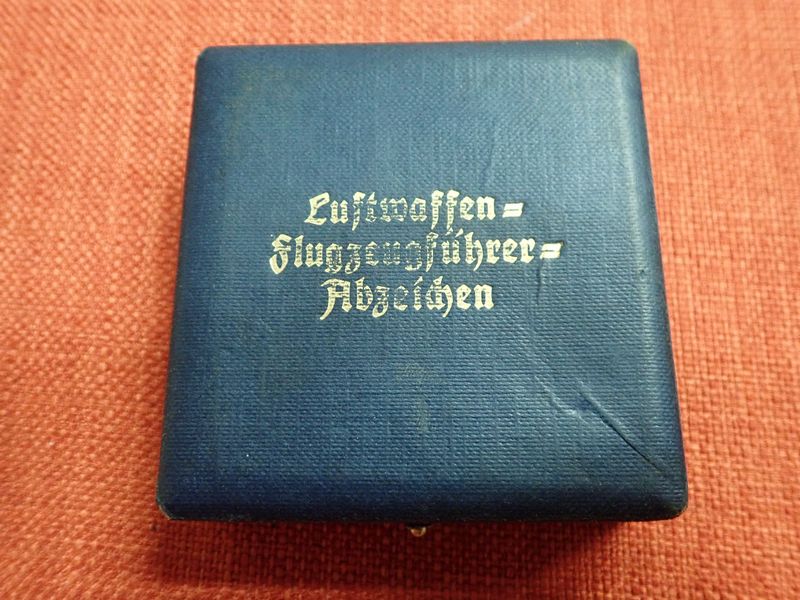 Luftwaffen=
Flugzeugführer=
Abzeichen